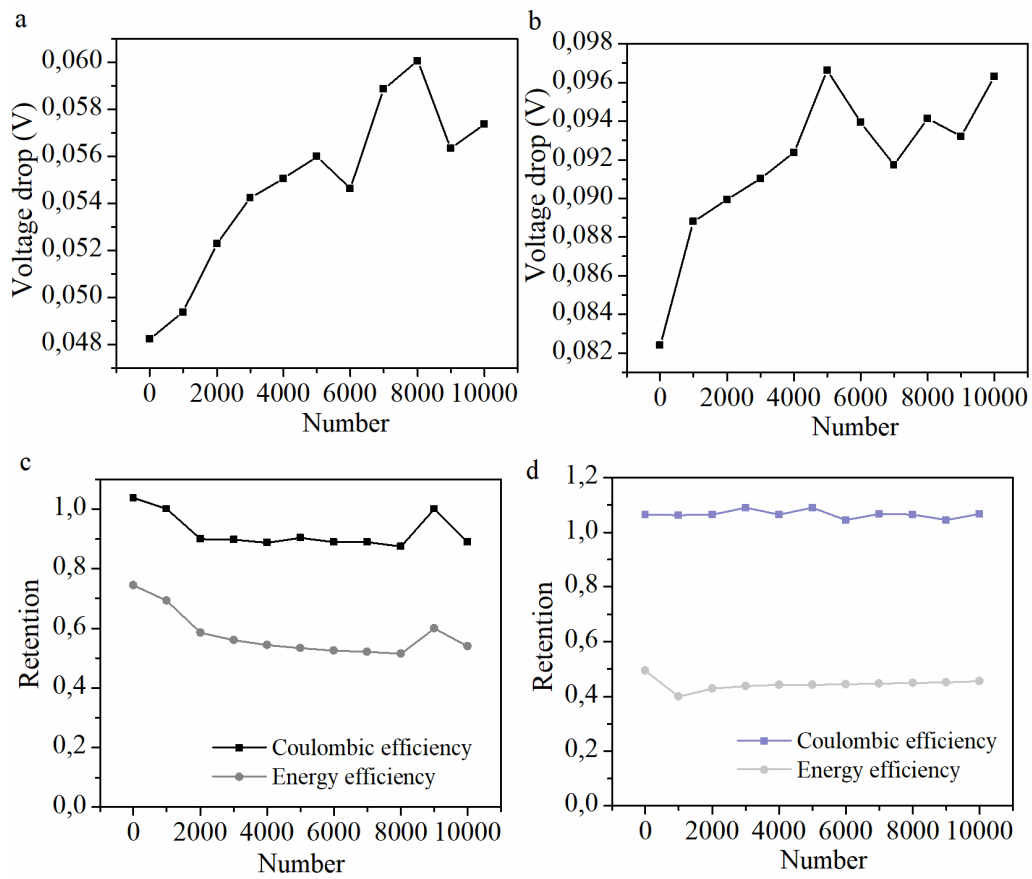 a
Voltage drop (V)
0,060
0,058
0,056
0,054
0,052
0,050
0,048
0 2000 4000 6000 8000 10000
Number
b
Voltage drop (V)
0,098
0,096
0,094
0,092
0,090
0,088
0,086
0,084
0,082
0 2000 4000 6000 8000 10000
Number
c
Retention
1,0
0,8
0,6
0,4
0,2
0,0
Coulombic efficiency
Energy efficiency
0 2000 4000 6000 8000 10000
Number
d
Retention
1,2
1,0
0,8
0,6
0,4
0,2
0,0
Coulombic efficiency
Energy efficiency
0 2000 4000 6000 8000 10000
Number